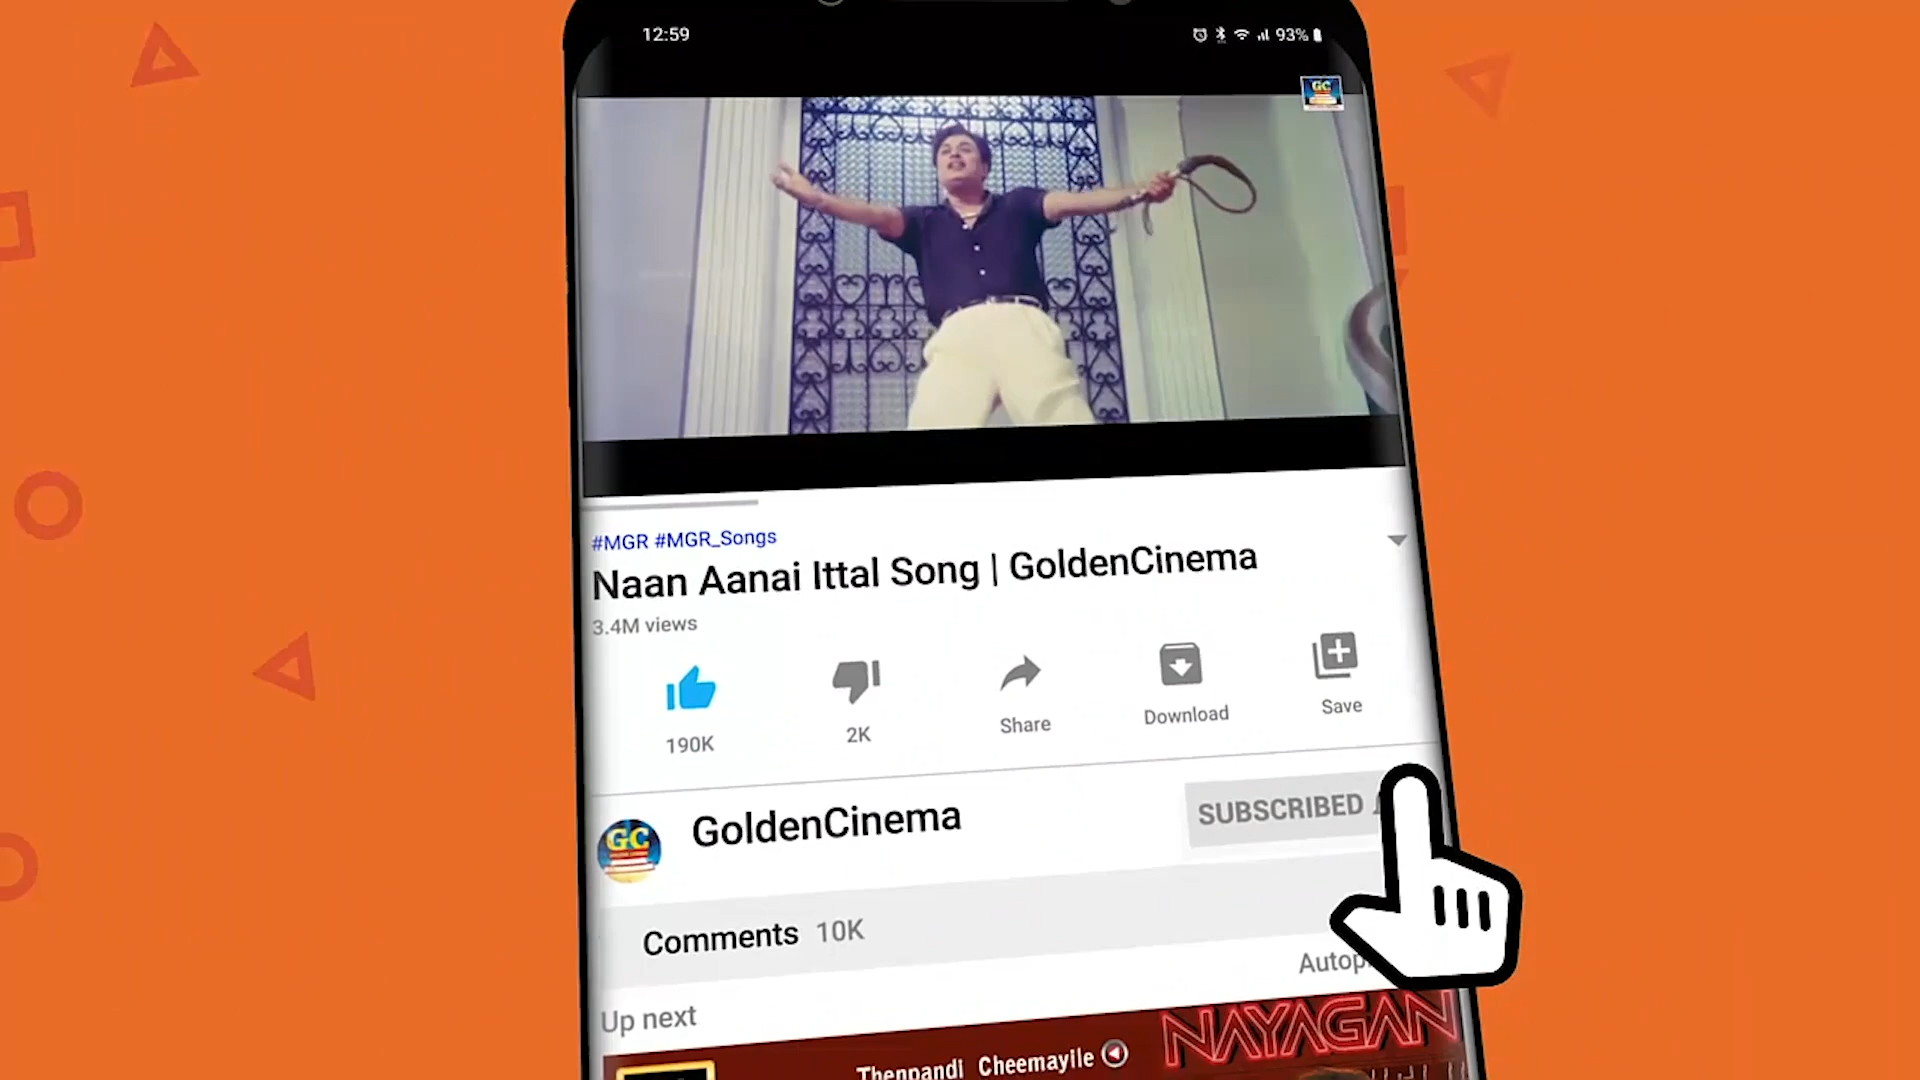 12:59
93%
GC
#MGR #MGR_Songs
Naan Aanai Ittal Song | GoldenCinema
3.4M views
190K
2K
Share
Download
Save
GC
GoldenCinema
SUBSCRIBED
Comments 10K
Up next
NAYAGAN
Thenpandi Cheemayile